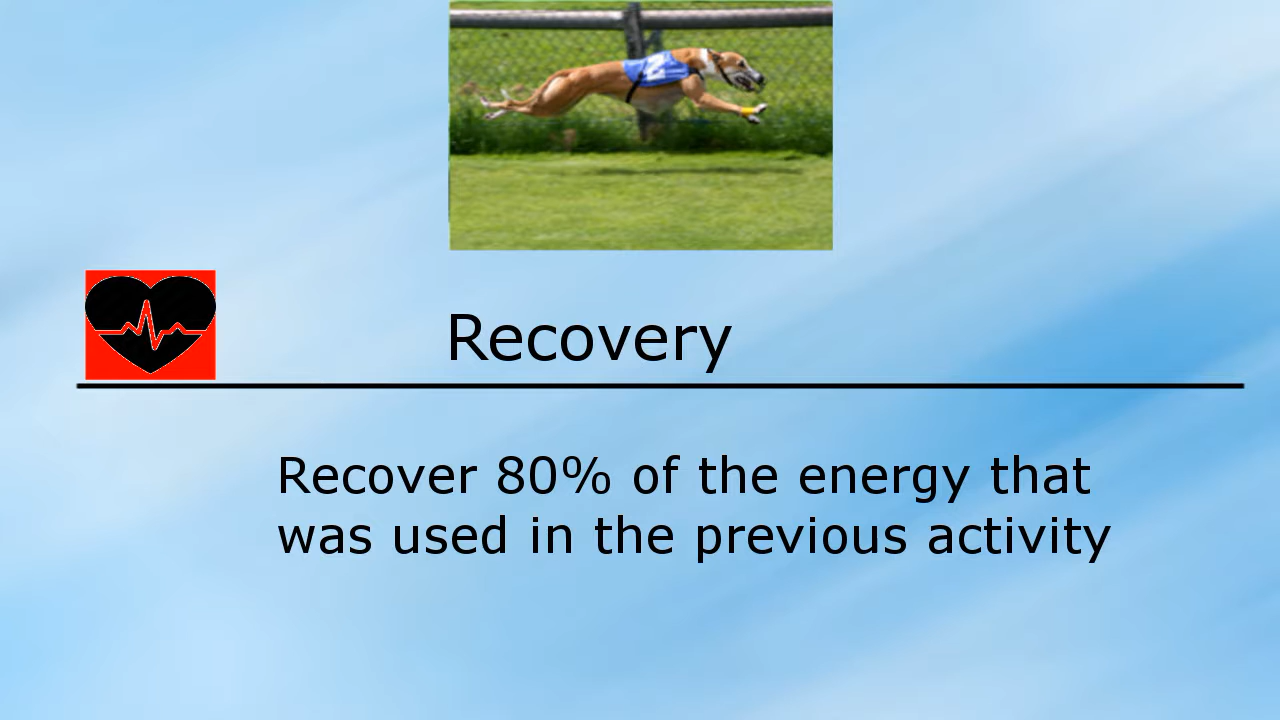 Recovery
Recover 80% of the energy that
was used in the previous activity